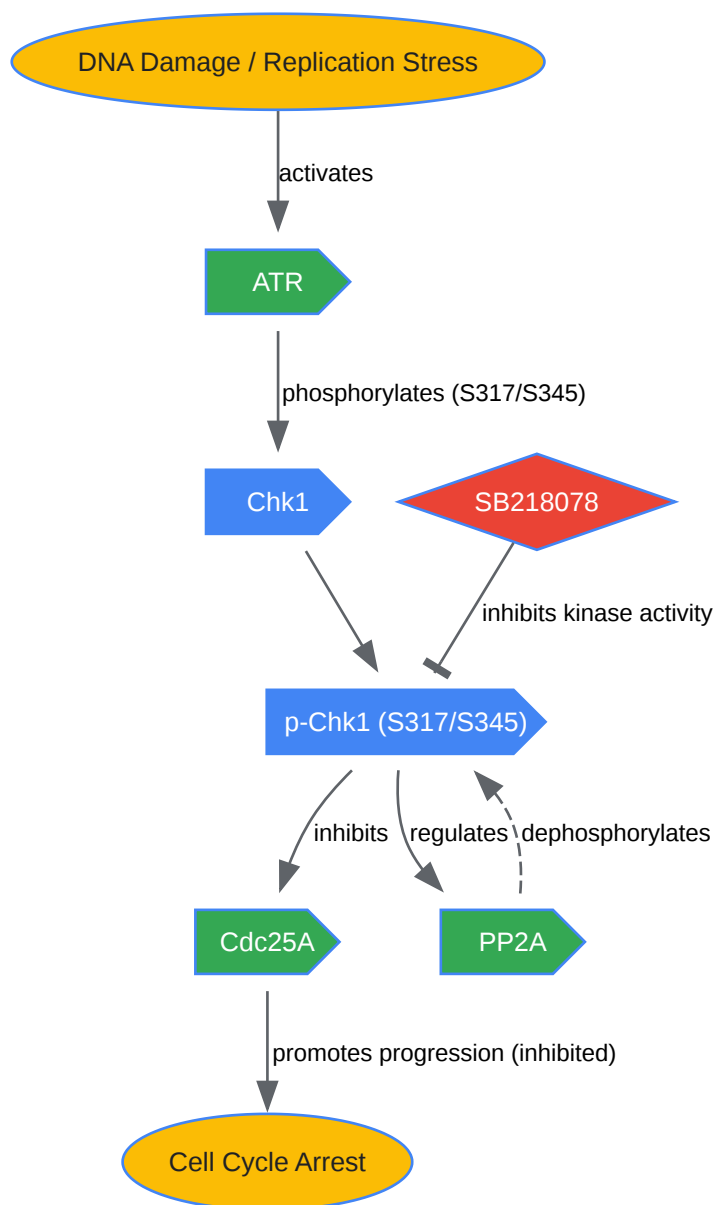 DNA Damage / Replication Stress
activates
ATR
phosphorylates (S317/S345)
Chk1
SB218078
inhibits kinase activity
p-Chk1 (S317/S345)
inhibits
regulates
dephosphorylates
Cdc25A
PP2A
promotes progression (inhibited)
Cell Cycle Arrest